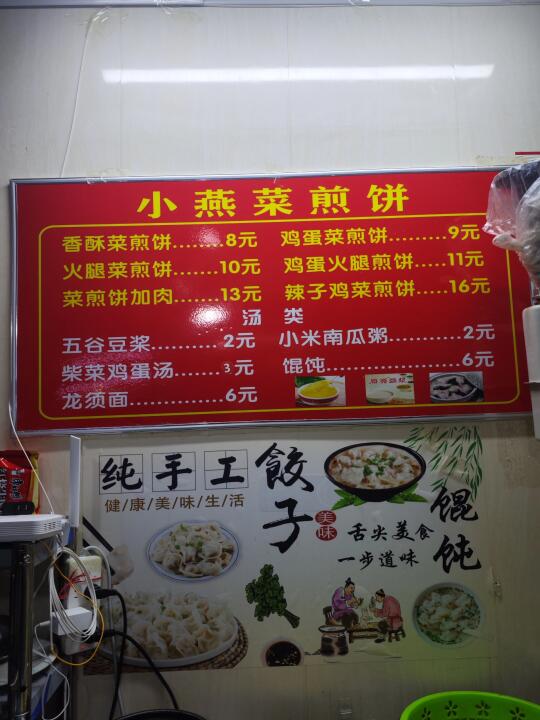 小燕菜煎饼
香酥菜煎饼........8元 鸡蛋菜煎饼..........9元
火腿菜煎饼.......10元 鸡蛋火腿煎饼.......11元
菜煎饼加肉.......13元 辣子鸡菜煎饼......16元
汤 类
五谷豆浆............2元 小米南瓜粥............2元
柴菜鸡蛋汤........3元 馄饨......................6元
龙须面................6元
纯手工
饺子
健/康/美/味/生/活
美味
舌尖美食
一步道味
馄饨